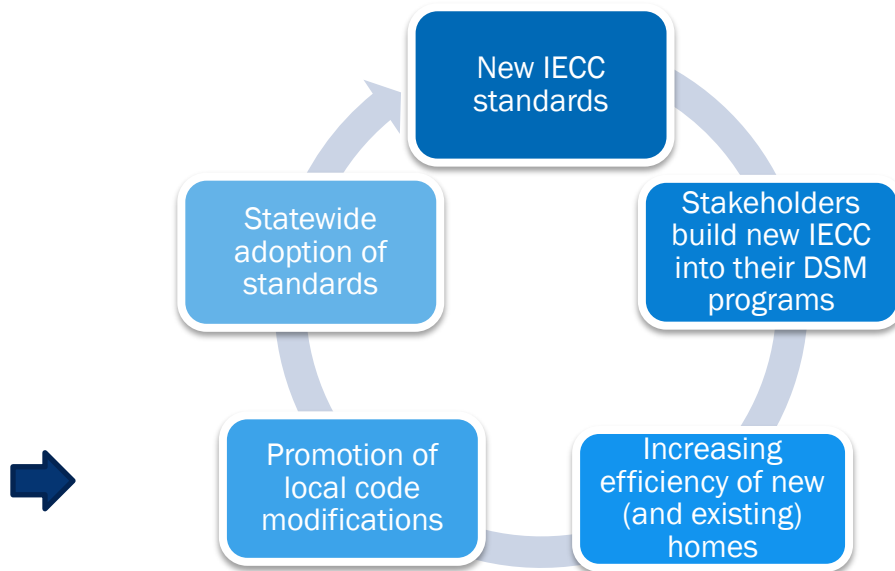 New IECC
standards
Stakeholders
build new IECC
into their DSM
programs
Increasing
efficiency of new
(and existing)
homes
Promotion of
local code
modifications
Statewide
adoption of
standards